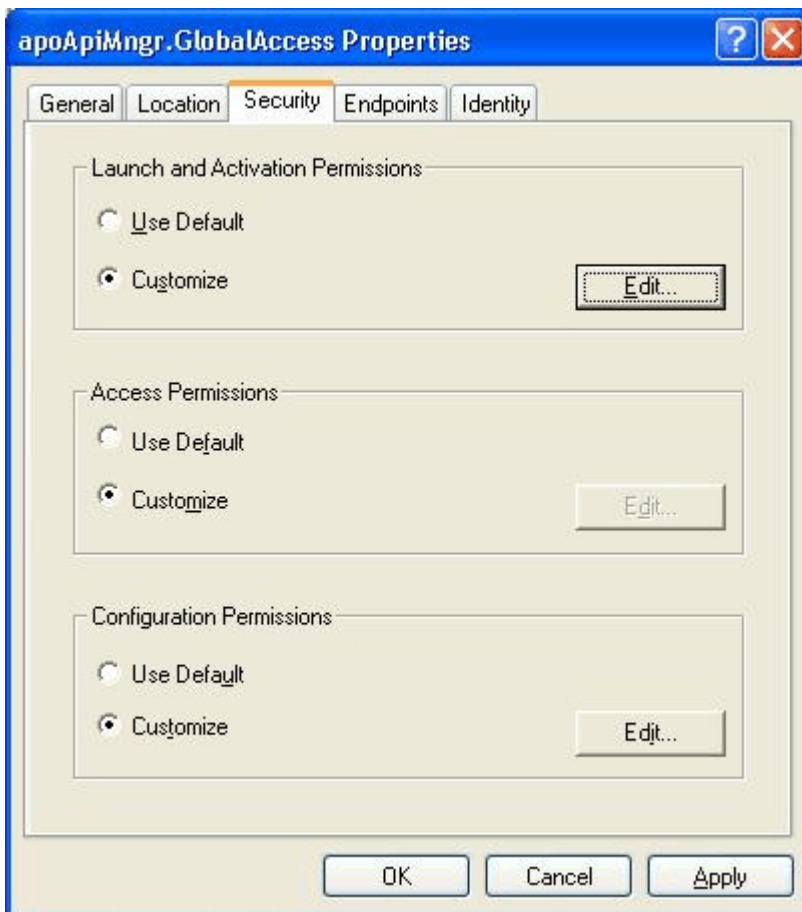 apoApiMngr.GlobalAccess Properties
General Location Security Endpoints Identity
Launch and Activation Permissions
Use Default
Customize Edit...
Access Permissions
Use Default
Customize Edit...
Configuration Permissions
Use Default
Customize Edit...
OK Cancel Apply